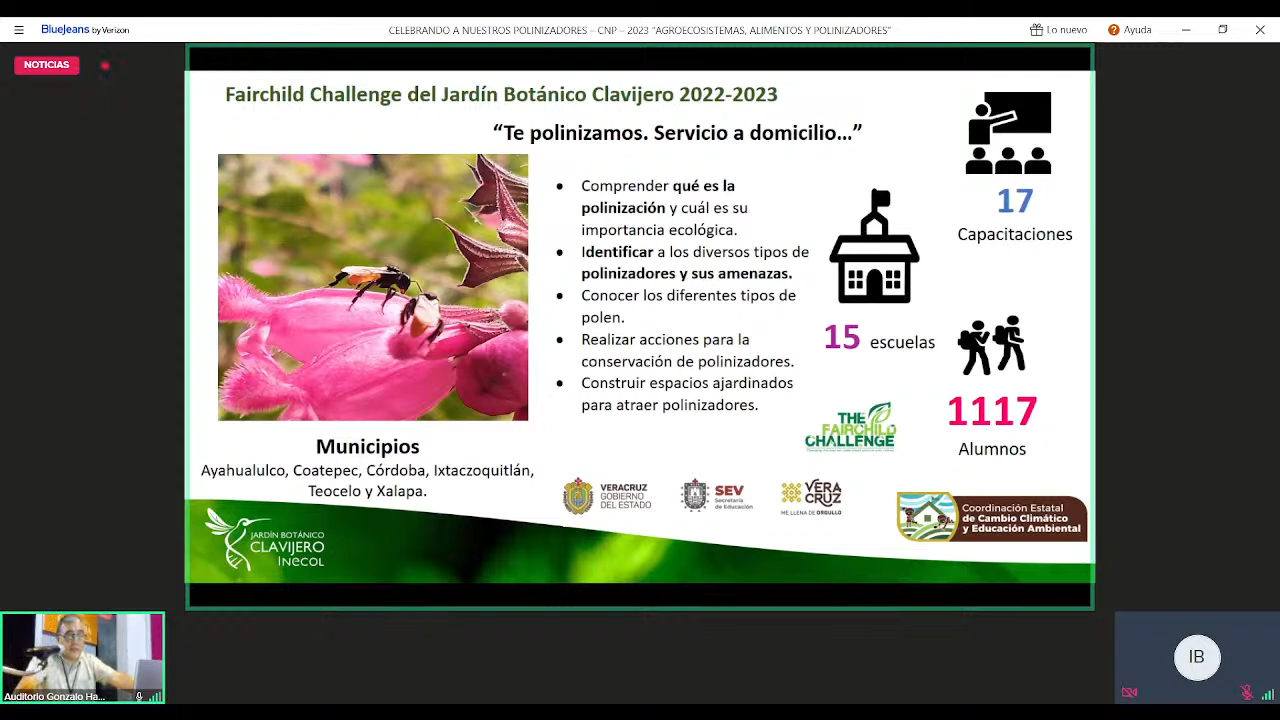 BlueJeans by Verizon
CELEBRANDO A NUESTROS POLINIZADORES – CNP – 2023 "AGROECOSISTEMAS, ALIMENTOS Y POLINIZADORES"
Lo nuevo
Ayuda
NOTICIAS
Fairchild Challenge del Jardín Botánico Clavijero 2022-2023
“Te polinizamos. Servicio a domicilio…”
• Comprender qué es la
polinización y cuál es su
importancia ecológica.
• Identificar a los diversos tipos de
polinizadores y sus amenazas.
• Conocer los diferentes tipos de
polen.
• Realizar acciones para la
conservación de polinizadores.
• Construir espacios ajardinados
para atraer polinizadores.
17
Capacitaciones
15 escuelas
1117
Alumnos
THE
FAIRCHILD
CHALLENGE
Municipios
Ayahualulco, Coatepec, Córdoba, Ixtaczoquitlán,
Teocelo y Xalapa.
VERACRUZ
GOBIERNO
DEL ESTADO
SEV
Secretaría
de Educación
VERA
CRUZ
ME LLENA DE ORGULLO
Coordinación Estatal
de Cambio Climático
y Educación Ambiental
JARDÍN BOTÁNICO
CLAVIJERO
INECOL
Auditorio Gonzalo Ha...
IB